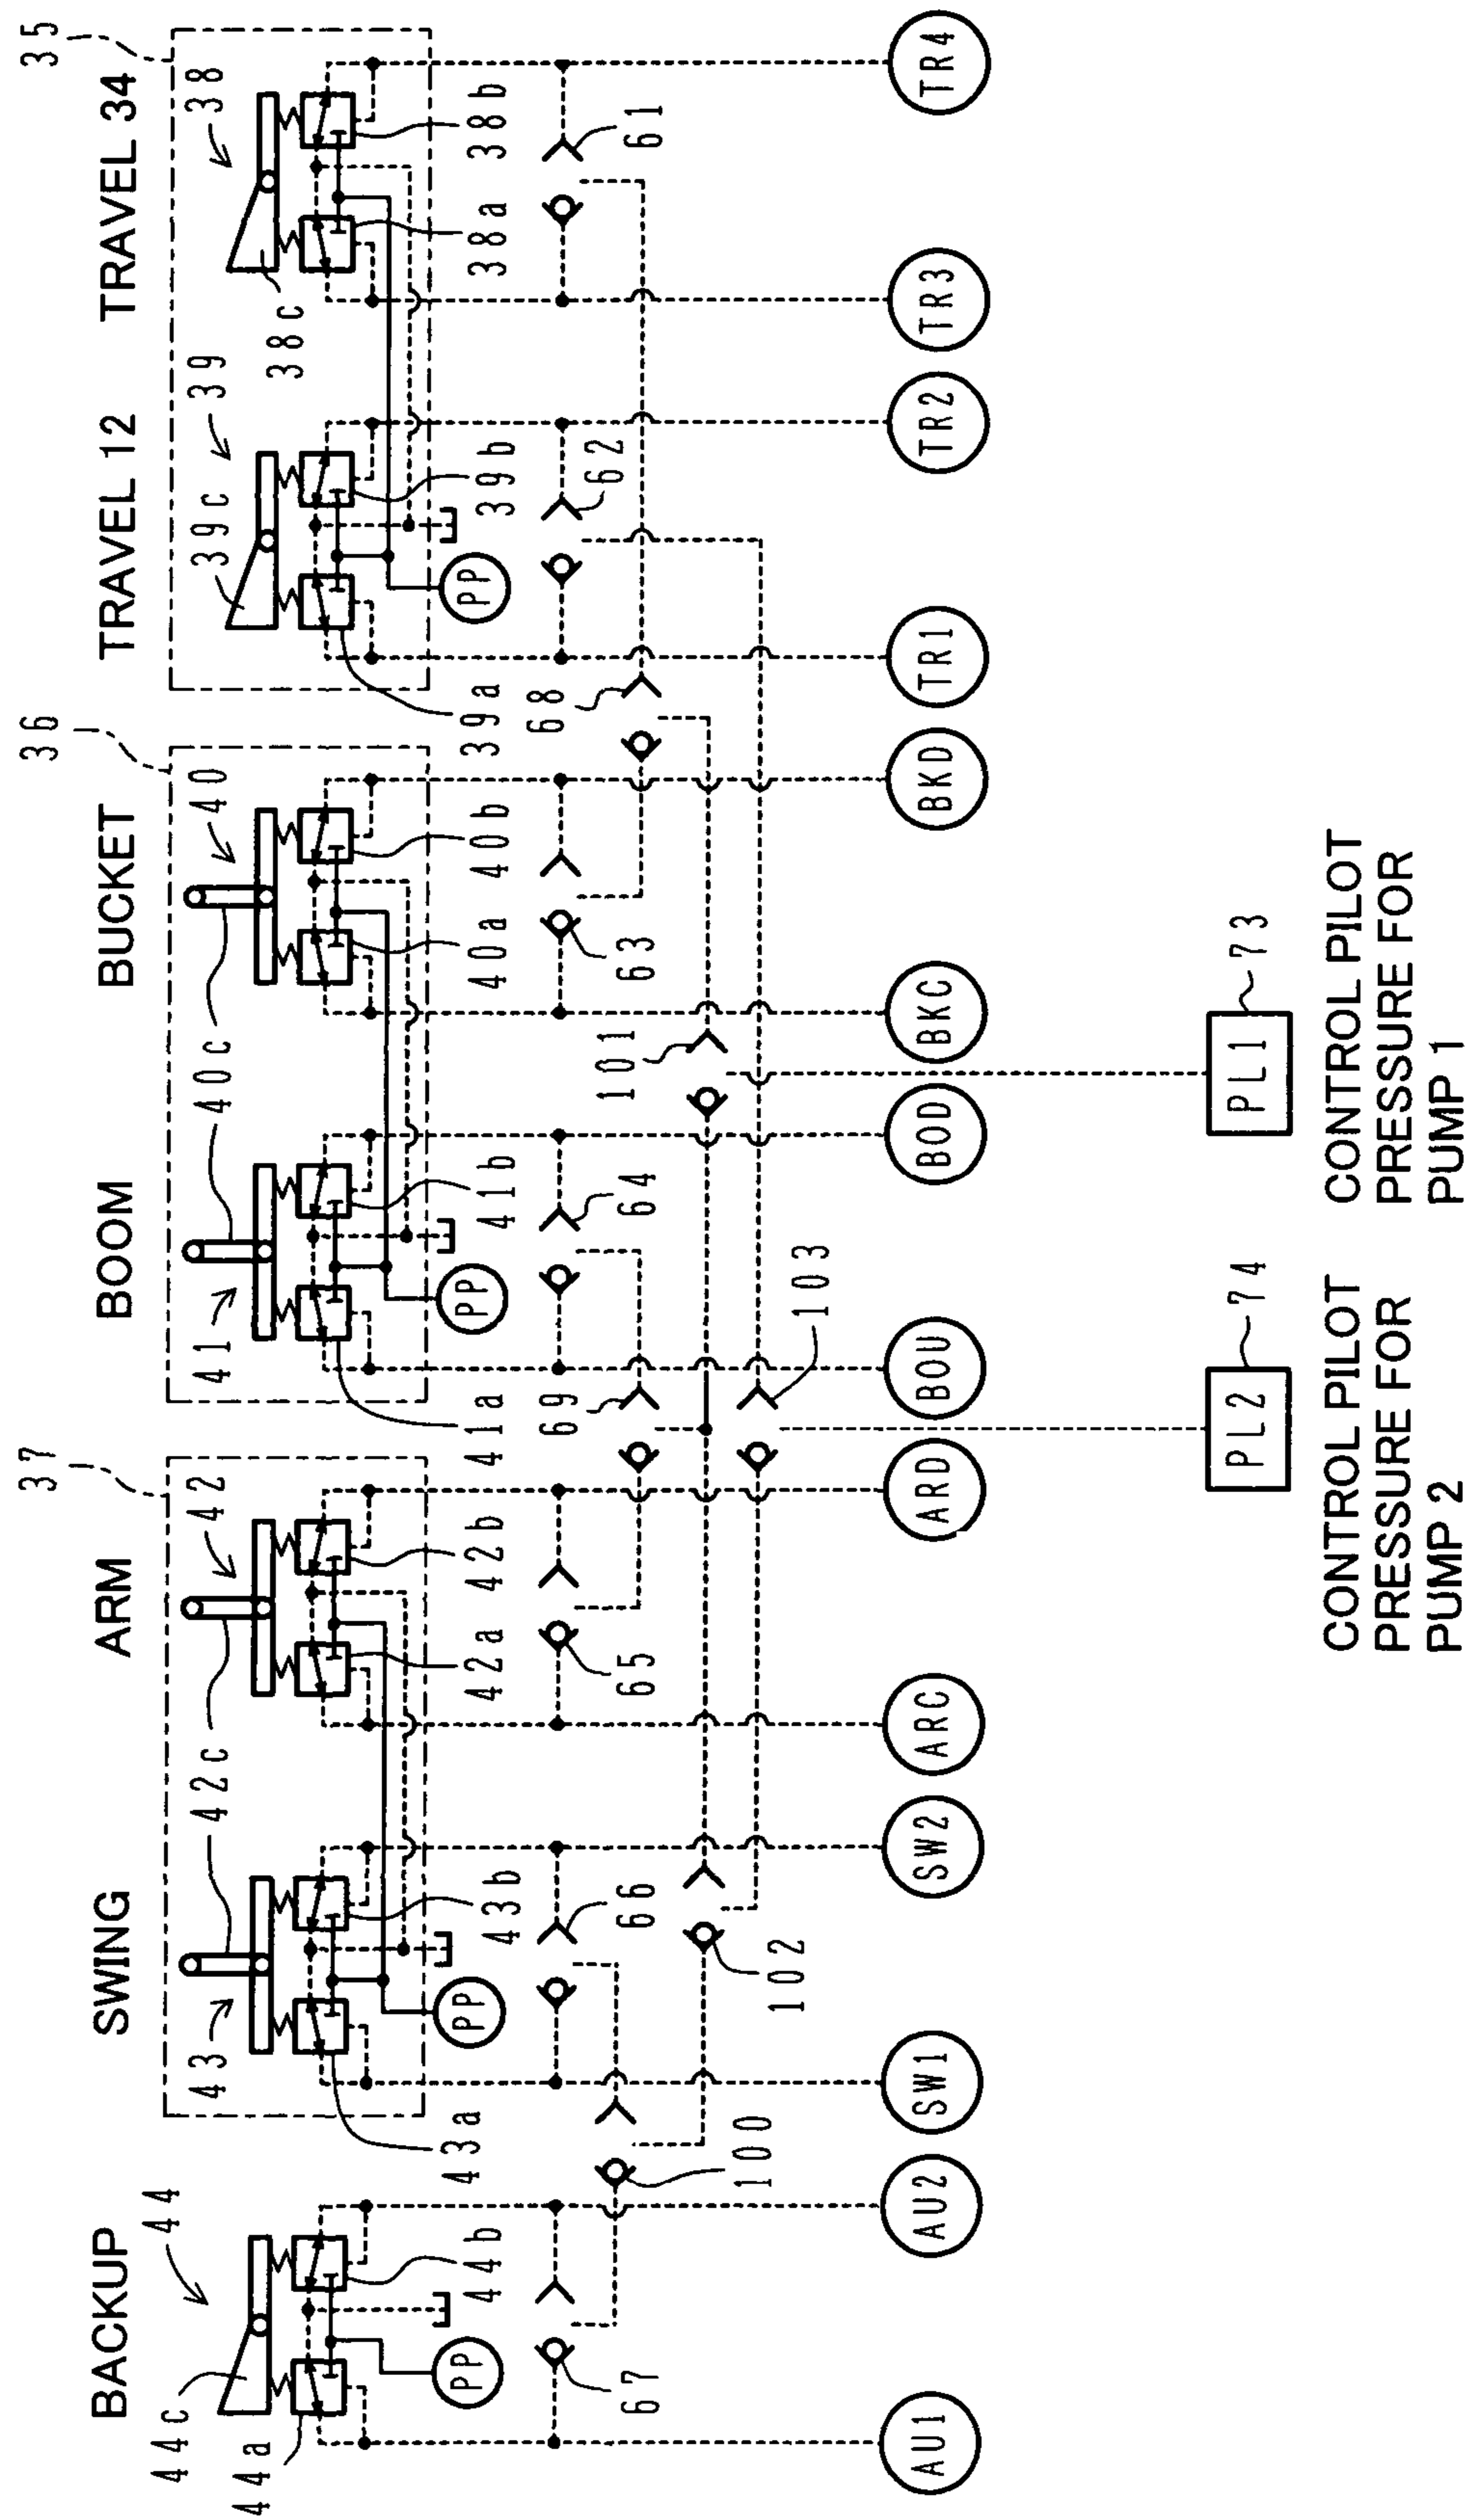 35
36
37
TRAVEL 34
TRAVEL 12
BUCKET
BOOM
ARM
SWING
BACKUP
38
38c
38a
38b
39
39c
39a
39b
40
40c
40a
40b
41
41a
41b
42
42c
42a
42b
43
43a
43b
44
44c
44a
44b
PP
PP
PP
PP
61
62
63
64
65
66
67
68
69
100
101
102
103
TR4
TR3
TR2
TR1
BKD
BKC
BOD
BOU
ARD
ARC
SW2
SW1
AU2
AU1
PL1
73
CONTROL PILOT
PRESSURE FOR
PUMP 1
PL2
74
CONTROL PILOT
PRESSURE FOR
PUMP 2